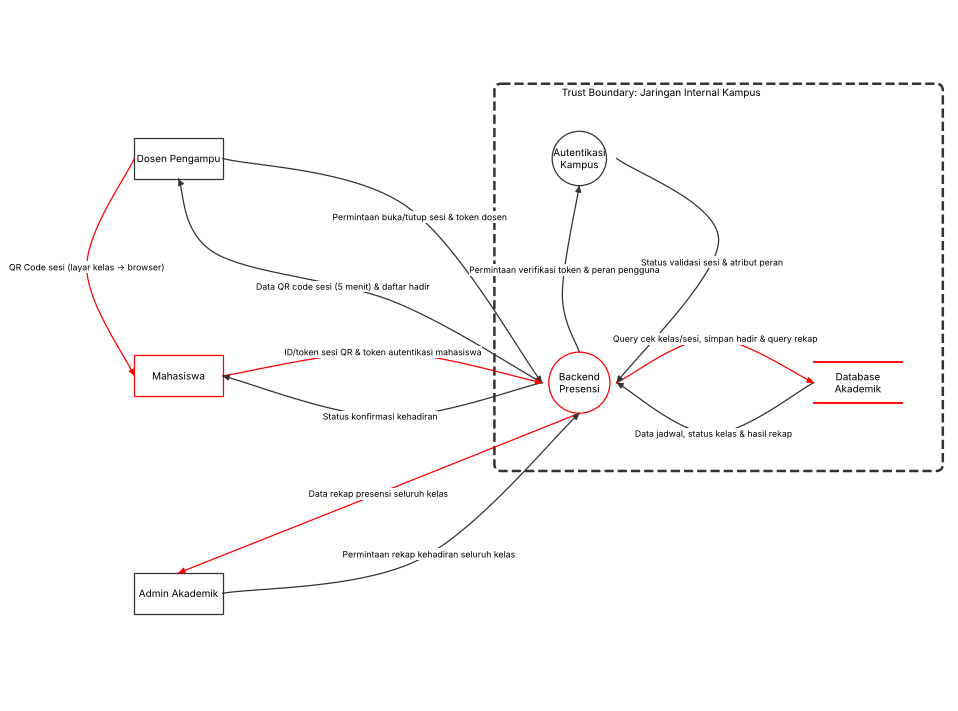 Trust Boundary: Jaringan Internal Kampus
Dosen Pengampu
Autentikasi
Kampus
Permintaan buka/tutup sesi & token dosen
QR Code sesi (layar kelas → browser)
Permintaan verifikasi token & peran pengguna
Status validasi sesi & atribut peran
Data QR code sesi (5 menit) & daftar hadir
Query cek kelas/sesi, simpan hadir & query rekap
ID/token sesi QR & token autentikasi mahasiswa
Mahasiswa
Backend
Presensi
Database
Akademik
Status konfirmasi kehadiran
Data jadwal, status kelas & hasil rekap
Data rekap presensi seluruh kelas
Permintaan rekap kehadiran seluruh kelas
Admin Akademik